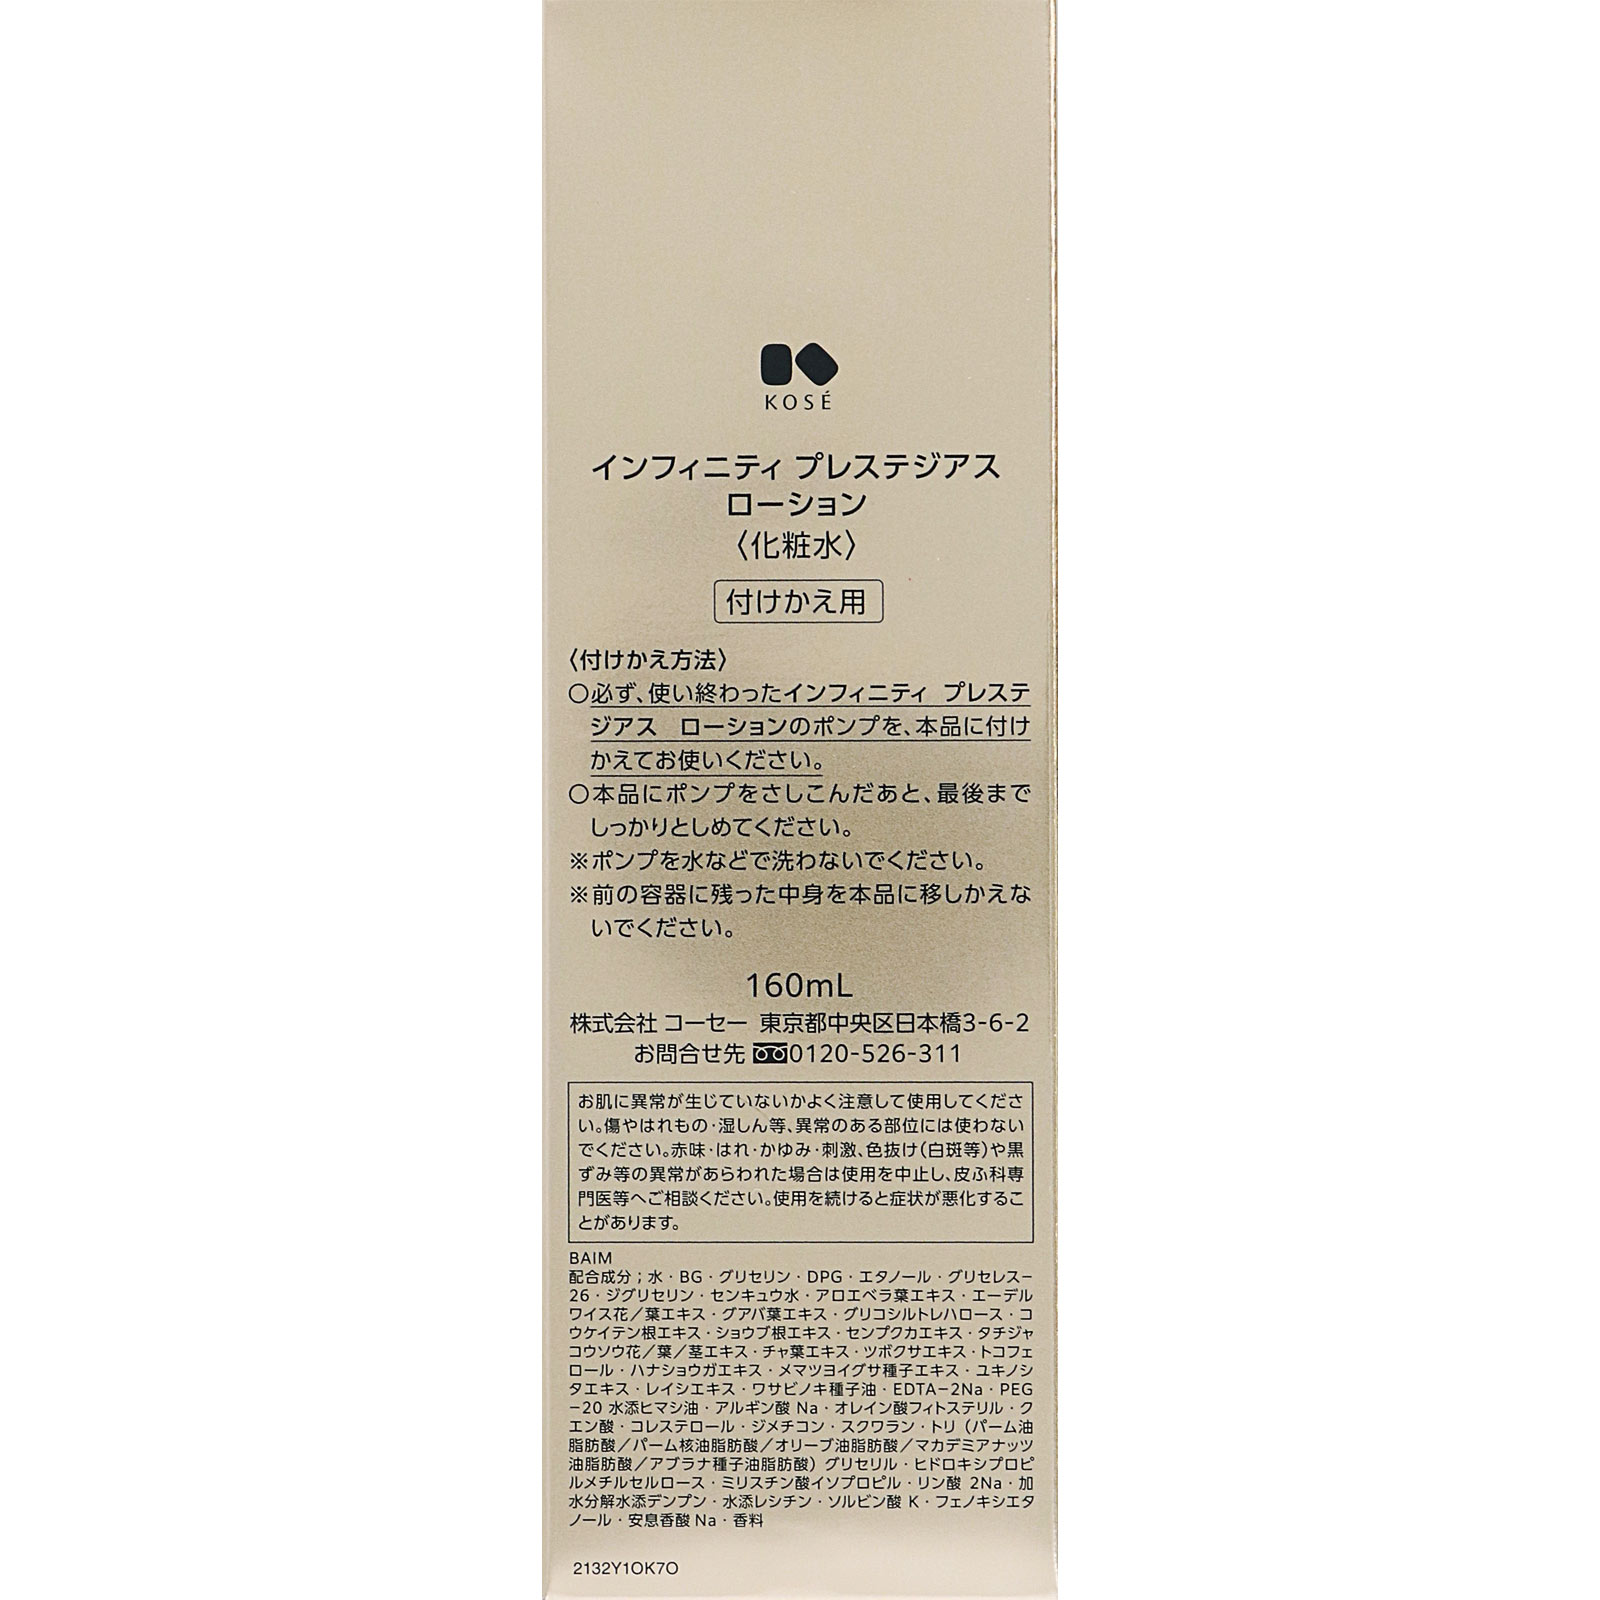 KOSÉ
インフィニティ プレステジアス
ローション
〈化粧水〉
付けかえ用
〈付けかえ方法〉
○必ず、使い終わったインフィニティ プレステ
ジアス ローションのポンプを、本品に付け
かえてお使いください。
○本品にポンプをさしこんだあと、最後まで
しっかりとしめてください。
※ポンプを水などで洗わないでください。
※前の容器に残った中身を本品に移しかえな
いでください。
160mL
株式会社 コーセー 東京都中央区日本橋3-6-2
お問合せ先 0120-526-311
お肌に異常が生じていないかよく注意して使用してくださ
い。傷やはれもの・湿しん等、異常のある部位には使わない
でください。赤味・はれ・かゆみ・刺激、色抜け(白斑等)や黒
ずみ等の異常があらわれた場合は使用を中止し、皮ふ科専
門医等へご相談ください。使用を続けると症状が悪化するこ
とがあります。
BAIM
配合成分;水・BG・グリセリン・DPG・エタノール・グリセレス−
26・ジグリセリン・センキュウ水・アロエベラ葉エキス・エーデル
ワイス花/葉エキス・グアバ葉エキス・グリコシルトレハロース・コ
ウケイテン根エキス・ショウブ根エキス・センプクカエキス・タチジャ
コウソウ花/葉/茎エキス・チャ葉エキス・ツボクサエキス・トコフェ
ロール・ハナショウガエキス・メマツヨイグサ種子エキス・ユキノシ
タエキス・レイシエキス・ワサビノキ種子油・EDTA−2Na・PEG
−20 水添ヒマシ油・アルギン酸 Na・オレイン酸フィトステリル・ク
エン酸・コレステロール・ジメチコン・スクワラン・トリ(パーム油
脂肪酸/パーム核油脂肪酸/オリーブ油脂肪酸/マカデミアナッツ
油脂肪酸/アブラナ種子油脂肪酸)グリセリル・ヒドロキシプロピ
ルメチルセルロース・ミリスチン酸イソプロピル・リン酸 2Na・加
水分解水添デンプン・水添レシチン・ソルビン酸 K・フェノキシエタ
ノール・安息香酸 Na・香料
2132Y1OK7O